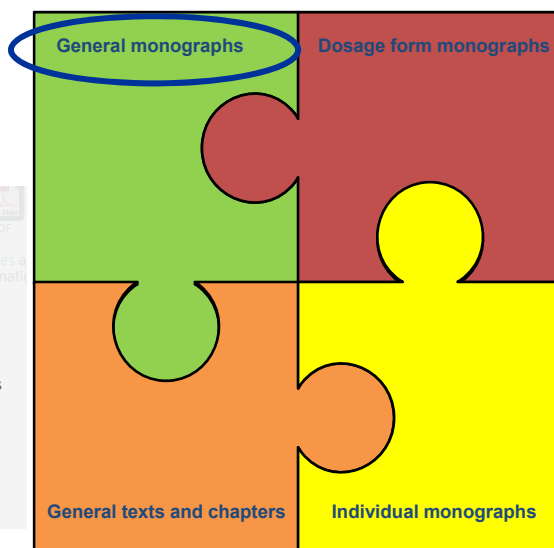 General monographs
Dosage form monographs
General texts and chapters
Individual monographs